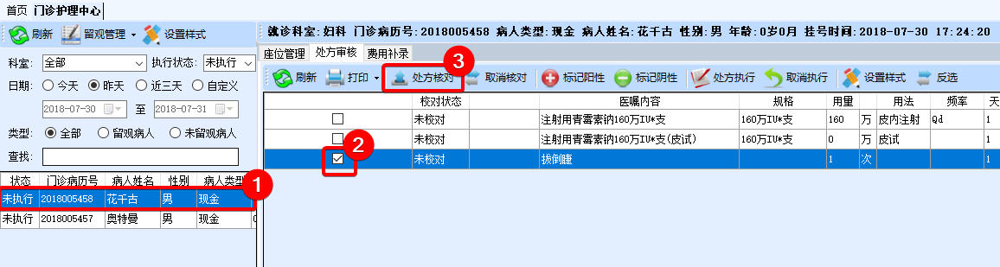 首页 门诊护理中心
刷新 留观管理 设置样式
科室: 全部 执行状态: 未执行
日期: 今天 昨天 近三天 自定义
2018-07-30 至 2018-07-31
类型: 全部 留观病人 未留观病人
查找:
状态 门诊病历号 病人姓名 性别 病人类型
1
未执行 2018005458 花千古 男 现金
未执行 2018005457 奥特曼 男 现金
就诊科室:妇科 门诊病历号:2018005458 病人类型:现金 病人姓名:花千古 性别:男 年龄:0岁0月 挂号时间:2018-07-30 17:24:20
座位管理 处方审核 费用补录
3
刷新 打印 处方核对 取消核对 标记阳性 标记阴性 处方执行 取消执行 设置样式 反选
校对状态 医嘱内容 规格 用量 用法 频率 天
未校对 注射用青霉素钠160万IU*支 160万IU*支 160 万 皮内注射 Qd 1
未校对 注射用青霉素钠160万IU*支(皮试) 160万IU*支 0 万 皮试 1
2
未校对 拔倒睫 1 次 1